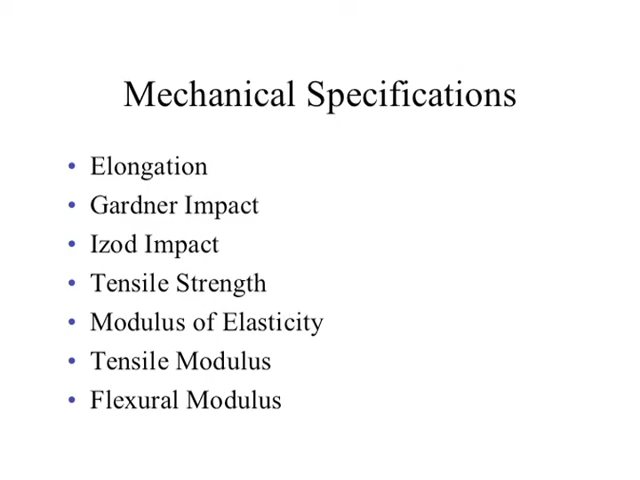 Mechanical Specifications
• Elongation
• Gardner Impact
• Izod Impact
• Tensile Strength
• Modulus of Elasticity
• Tensile Modulus
• Flexural Modulus